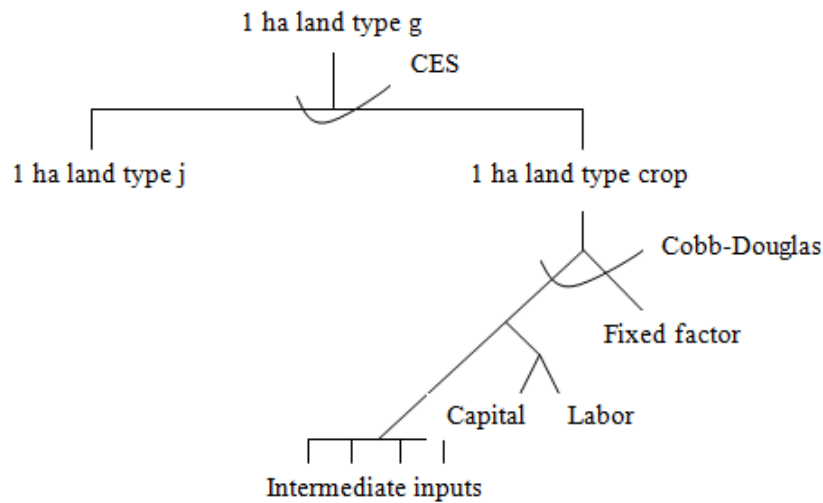 1 ha land type g
CES
1 ha land type j
1 ha land type crop
Cobb-Douglas
Fixed factor
Capital
Labor
Intermediate inputs